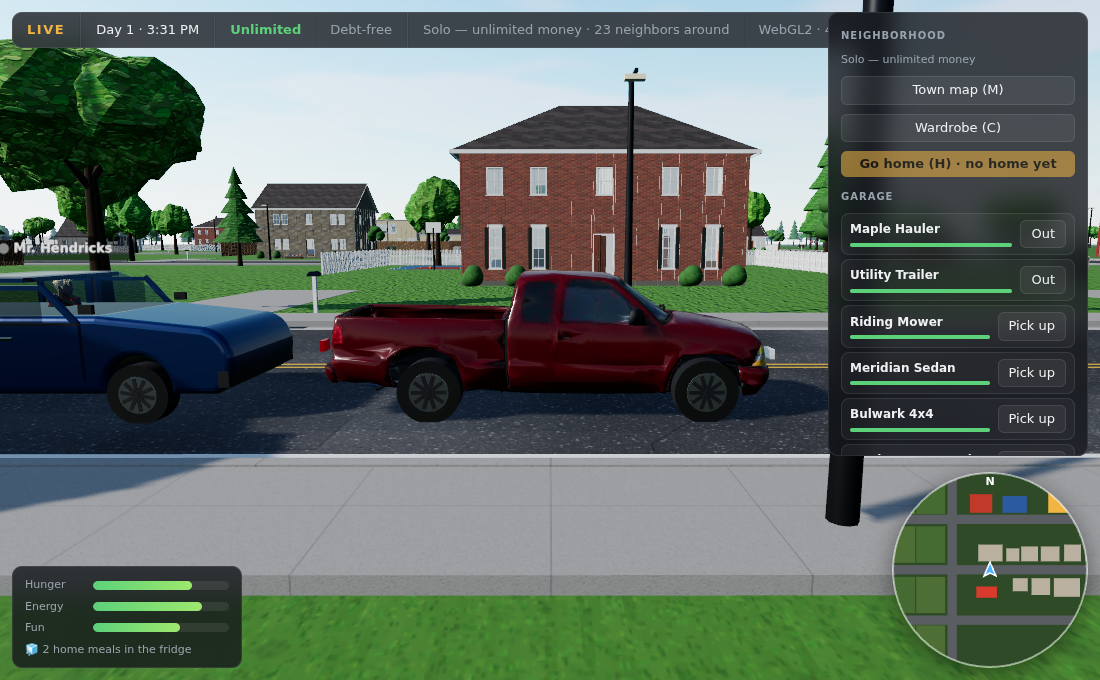 LIVE
Day 1 · 3:31 PM
Unlimited
Debt-free
Solo — unlimited money · 23 neighbors around
WebGL2 ·
NEIGHBORHOOD
Solo — unlimited money
Town map (M)
Wardrobe (C)
Go home (H) · no home yet
GARAGE
Maple Hauler
Out
Utility Trailer
Out
Riding Mower
Pick up
Meridian Sedan
Pick up
Bulwark 4x4
Pick up
Mr. Hendricks
N
Hunger
Energy
Fun
2 home meals in the fridge